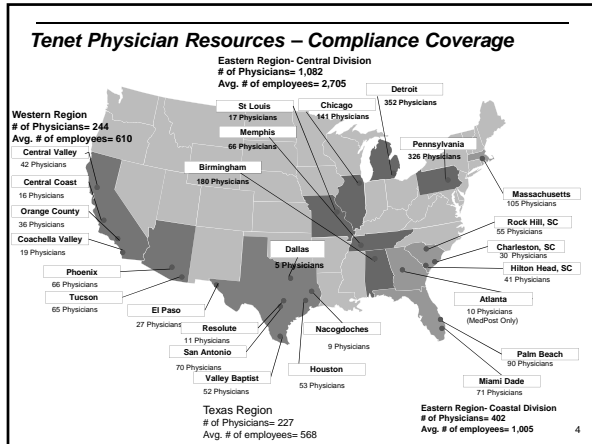 Tenet Physician Resources – Compliance Coverage
Eastern Region- Central Division
# of Physicians= 1,082
Avg. # of employees= 2,705
Detroit
352 Physicians
St Louis
17 Physicians
Chicago
141 Physicians
Memphis
66 Physicians
Pennsylvania
326 Physicians
Birmingham
180 Physicians
Western Region
# of Physicians= 244
Avg. # of employees= 610
Central Valley
42 Physicians
Central Coast
16 Physicians
Orange County
36 Physicians
Coachella Valley
19 Physicians
Phoenix
66 Physicians
Tucson
65 Physicians
El Paso
27 Physicians
Dallas
5 Physicians
Resolute
11 Physicians
San Antonio
70 Physicians
Valley Baptist
52 Physicians
Nacogdoches
9 Physicians
Houston
53 Physicians
Massachusetts
105 Physicians
Rock Hill, SC
55 Physicians
Charleston, SC
30 Physicians
Hilton Head, SC
41 Physicians
Atlanta
10 Physicians
(MedPost Only)
Palm Beach
90 Physicians
Miami Dade
71 Physicians
Texas Region
# of Physicians= 227
Avg. # of employees= 568
Eastern Region- Coastal Division
# of Physicians= 402
Avg. # of employees= 1,005
4